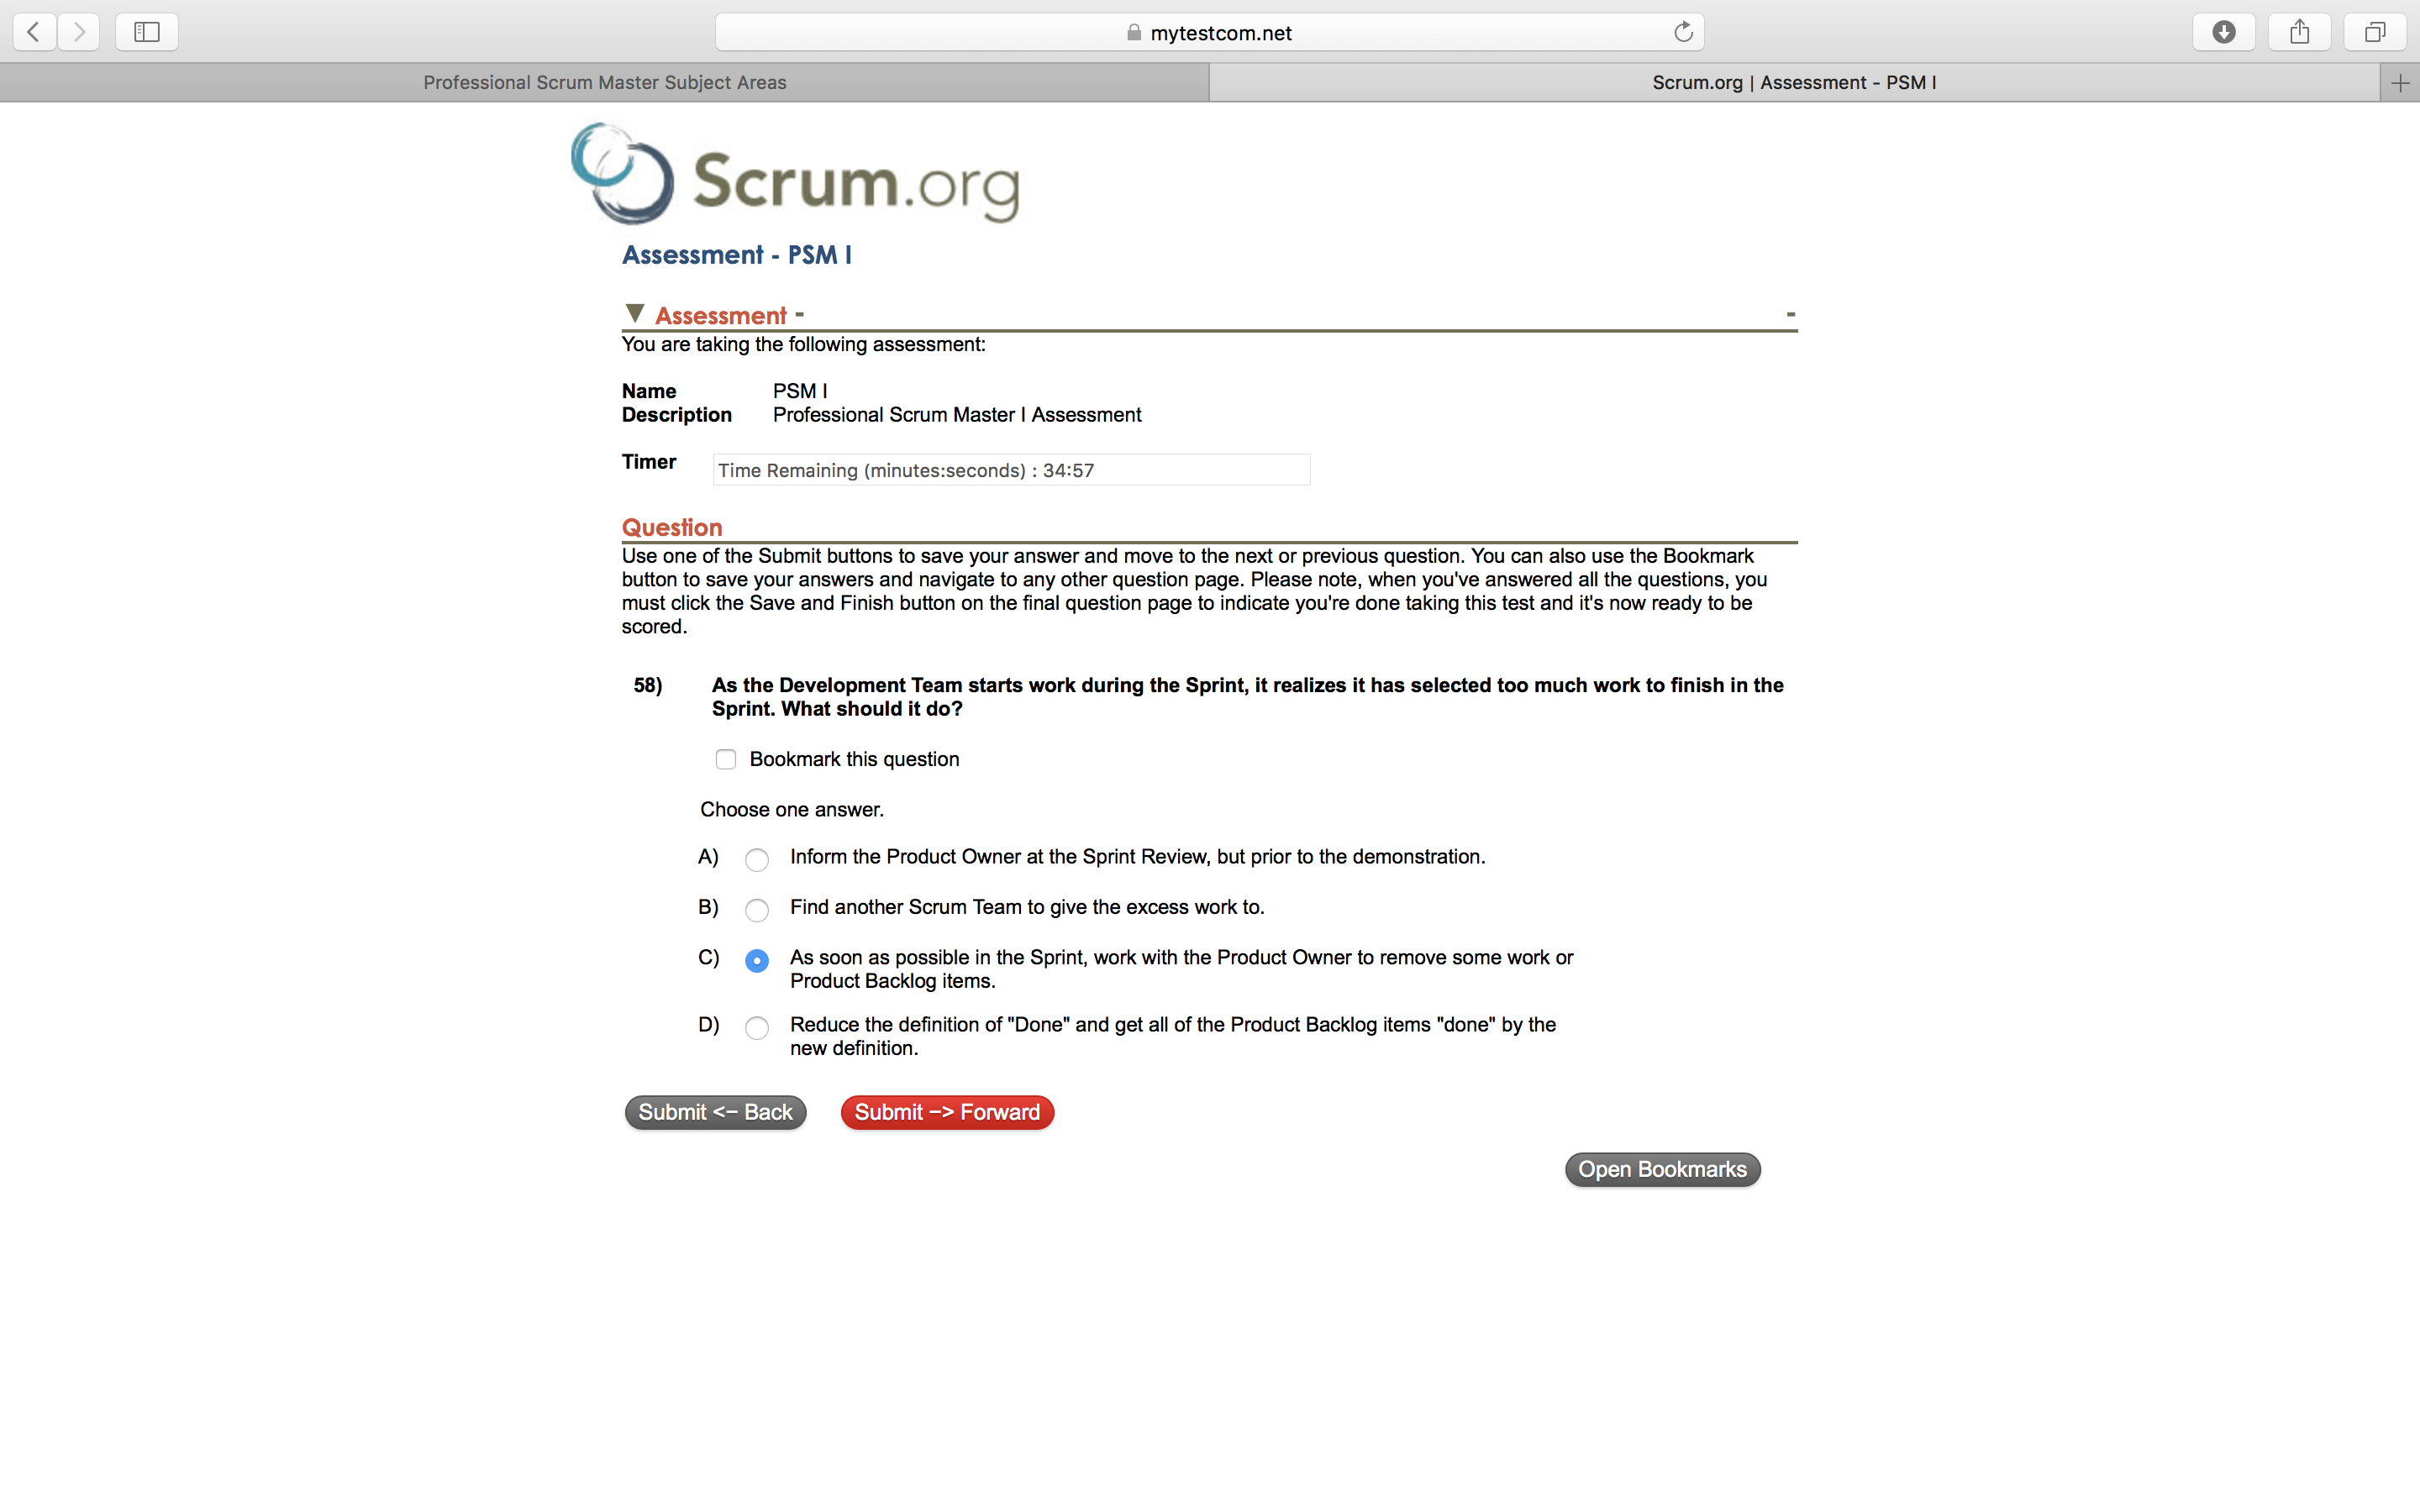 mytestcom.net
Professional Scrum Master Subject Areas
Scrum.org | Assessment - PSM I
Scrum.org
Assessment - PSM I
Assessment -
-
You are taking the following assessment:
Name PSM I
Description Professional Scrum Master I Assessment
Timer Time Remaining (minutes:seconds) : 34:57
Question
Use one of the Submit buttons to save your answer and move to the next or previous question. You can also use the Bookmark
button to save your answers and navigate to any other question page. Please note, when you've answered all the questions, you
must click the Save and Finish button on the final question page to indicate you're done taking this test and it's now ready to be
scored.
58) As the Development Team starts work during the Sprint, it realizes it has selected too much work to finish in the
Sprint. What should it do?
Bookmark this question
Choose one answer.
A) Inform the Product Owner at the Sprint Review, but prior to the demonstration.
B) Find another Scrum Team to give the excess work to.
C) As soon as possible in the Sprint, work with the Product Owner to remove some work or
Product Backlog items.
D) Reduce the definition of "Done" and get all of the Product Backlog items "done" by the
new definition.
Submit <− Back Submit −> Forward
Open Bookmarks